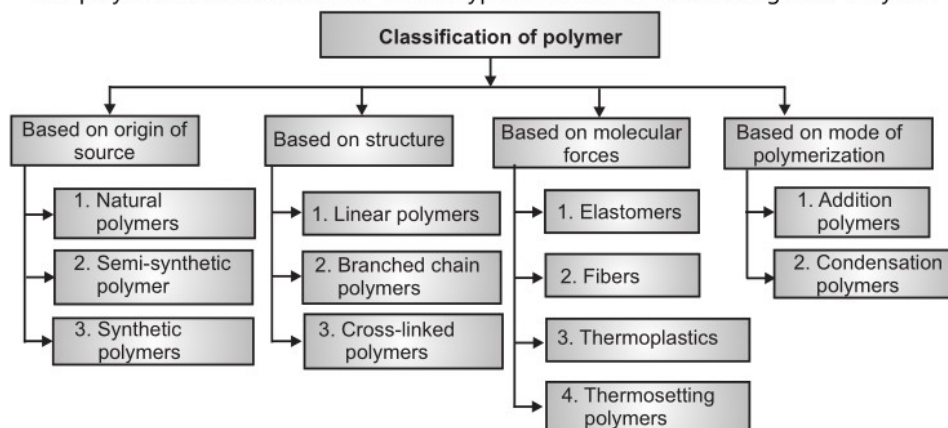 Classification of polymer
Based on origin of
source
1. Natural
polymers
2. Semi-synthetic
polymer
3. Synthetic
polymers
Based on structure
1. Linear polymers
2. Branched chain
polymers
3. Cross-linked
polymers
Based on molecular
forces
1. Elastomers
2. Fibers
3. Thermoplastics
4. Thermosetting
polymers
Based on mode of
polymerization
1. Addition
polymers
2. Condensation
polymers